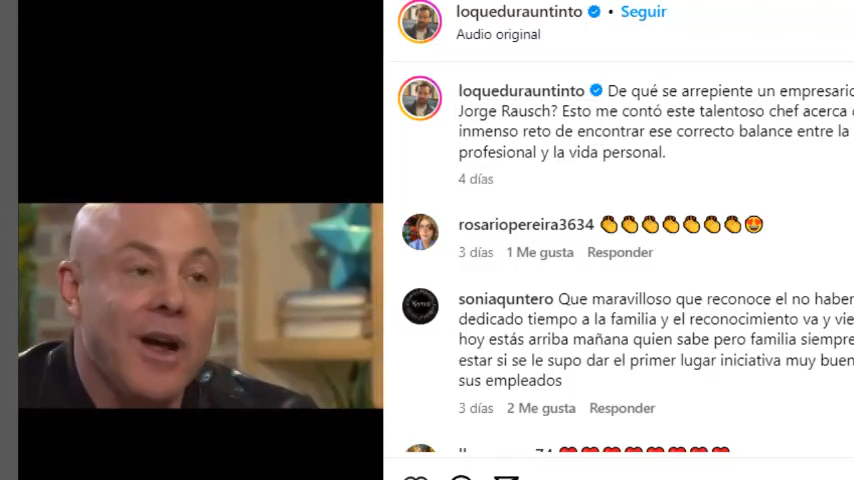 loquedurauntinto • Seguir
Audio original
loquedurauntinto De qué se arrepiente un empresario
Jorge Rausch? Esto me contó este talentoso chef acerca
inmenso reto de encontrar ese correcto balance entre la
profesional y la vida personal.
4 días
rosariopereira3634 👏👏👏👏👏👏👏😍
3 días 1 Me gusta Responder
soniaquntero Que maravilloso que reconoce el no haber
dedicado tiempo a la familia y el reconocimiento va y
hoy estás arriba mañana quien sabe pero familia siempre
estar si se le supo dar el primer lugar iniciativa muy
sus empleados
3 días 2 Me gusta Responder